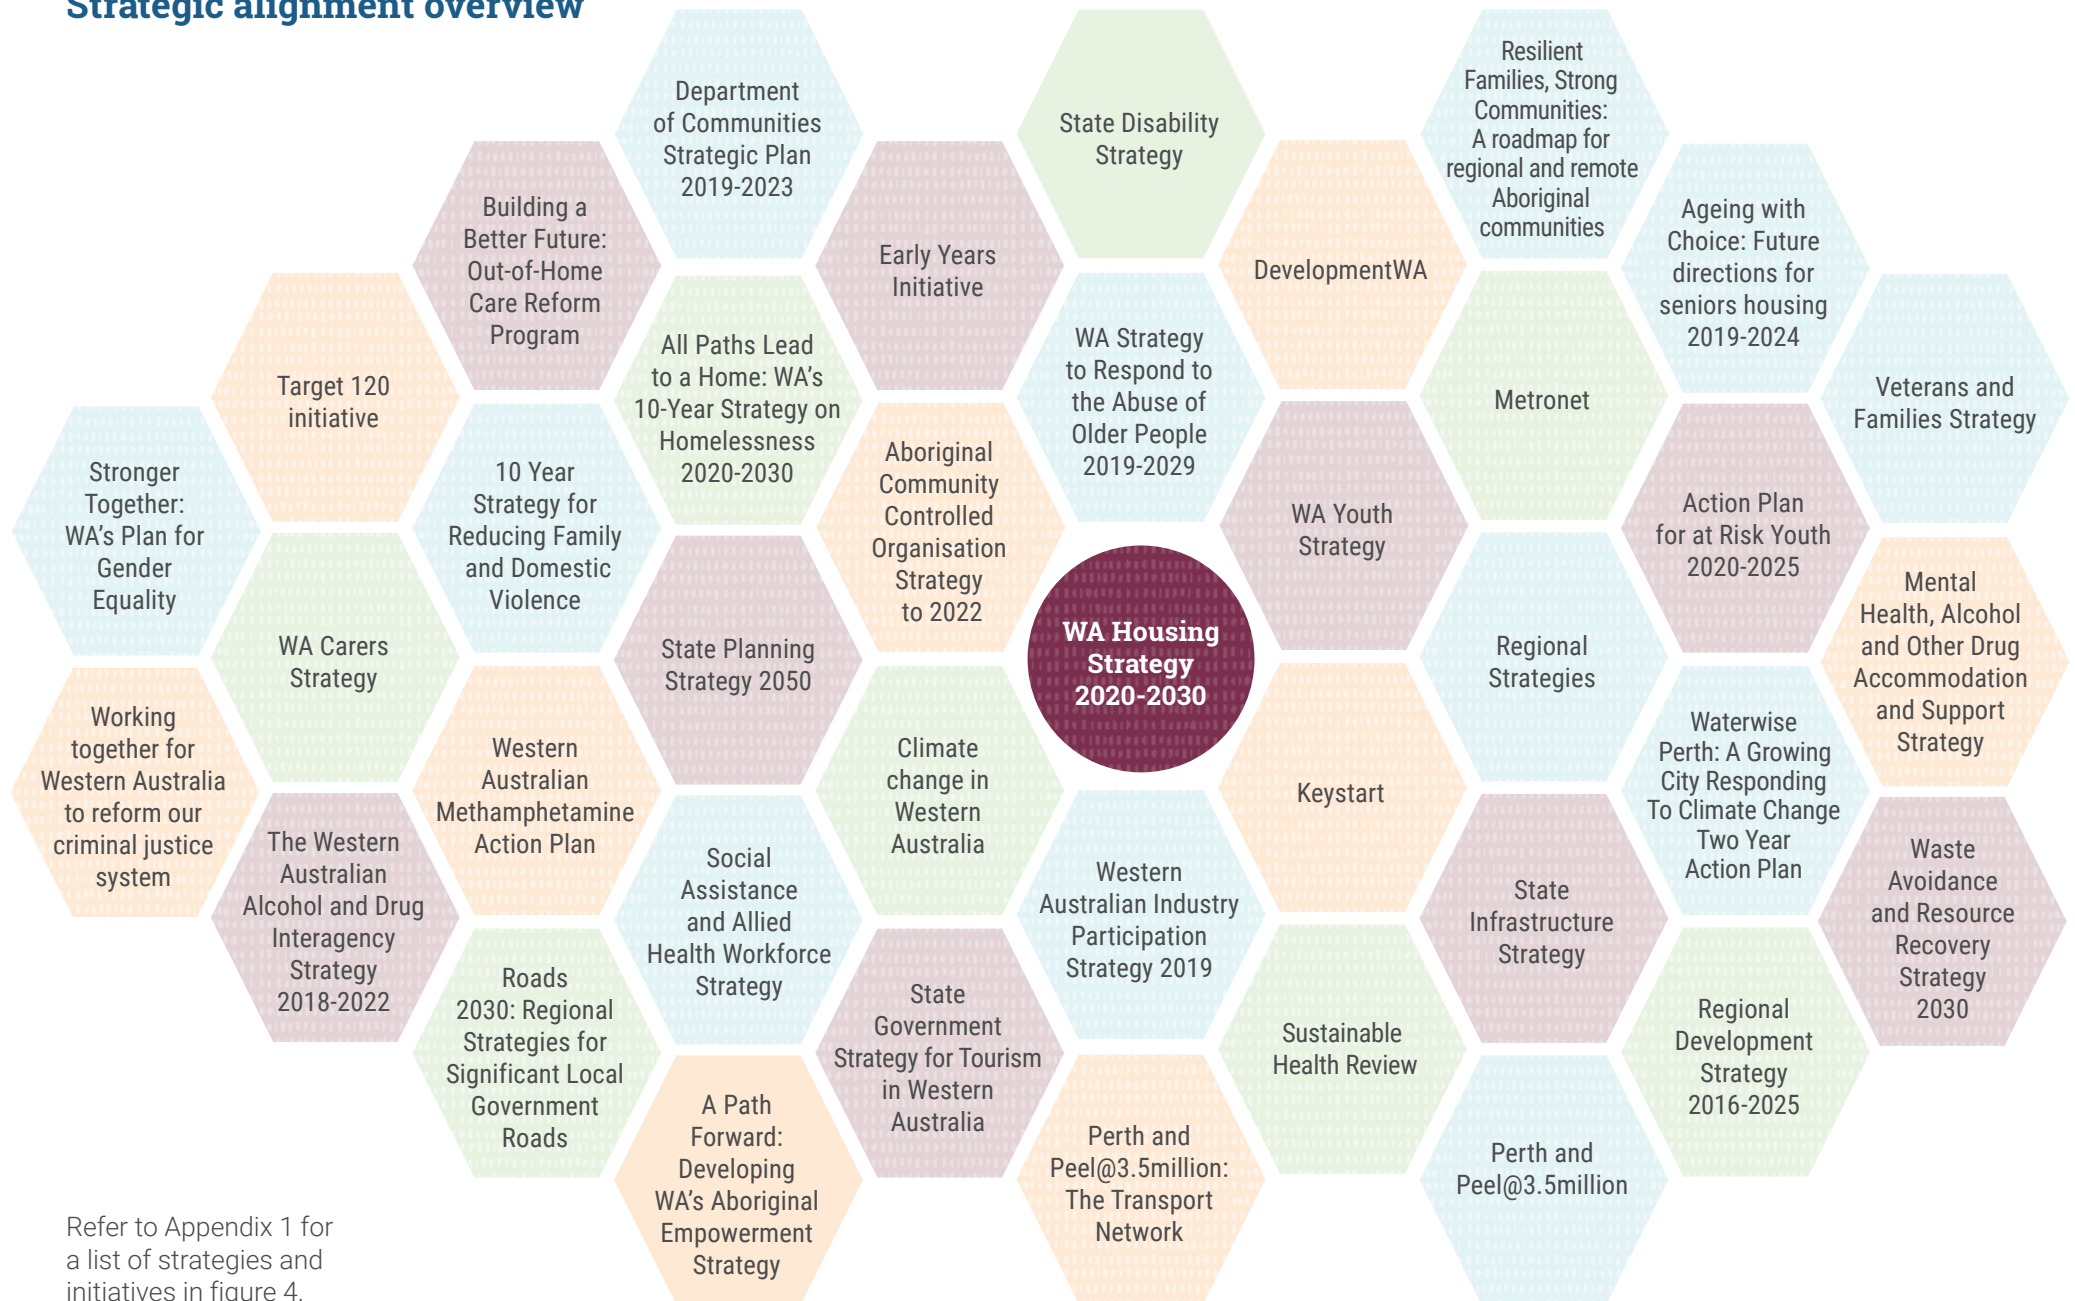 Strategic alignment overview
Department
of Communities
Strategic Plan
2019-2023
State Disability
Strategy
Resilient
Families, Strong
Communities:
A roadmap for
regional and remote
Aboriginal
communities
Building a
Better Future:
Out-of-Home
Care Reform
Program
Early Years
Initiative
DevelopmentWA
Ageing with
Choice: Future
directions for
seniors housing
2019-2024
Target 120
initiative
All Paths Lead
to a Home: WA’s
10-Year Strategy on
Homelessness
2020-2030
WA Strategy
to Respond to
the Abuse of
Older People
2019-2029
Metronet
Veterans and
Families Strategy
Stronger
Together:
WA’s Plan for
Gender
Equality
10 Year
Strategy for
Reducing Family
and Domestic
Violence
Aboriginal
Community
Controlled
Organisation
Strategy
to 2022
WA Youth
Strategy
Action Plan
for at Risk Youth
2020-2025
WA Carers
Strategy
State Planning
Strategy 2050
WA Housing
Strategy
2020-2030
Regional
Strategies
Mental
Health, Alcohol
and Other Drug
Accommodation
and Support
Strategy
Working
together for
Western Australia
to reform our
criminal justice
system
Western
Australian
Methamphetamine
Action Plan
Climate
change in
Western
Australia
Keystart
Waterwise
Perth: A Growing
City Responding
To Climate Change
Two Year
Action Plan
The Western
Australian
Alcohol and Drug
Interagency
Strategy
2018-2022
Social
Assistance
and Allied
Health Workforce
Strategy
Western
Australian Industry
Participation
Strategy 2019
State
Infrastructure
Strategy
Waste
Avoidance
and Resource
Recovery
Strategy
2030
Roads
2030: Regional
Strategies for
Significant Local
Government
Roads
State
Government
Strategy for Tourism
in Western
Australia
Sustainable
Health Review
Regional
Development
Strategy
2016-2025
A Path
Forward:
Developing
WA’s Aboriginal
Empowerment
Strategy
Perth and
Peel@3.5million:
The Transport
Network
Perth and
Peel@3.5million
Refer to Appendix 1 for
a list of strategies and
initiatives in figure 4.